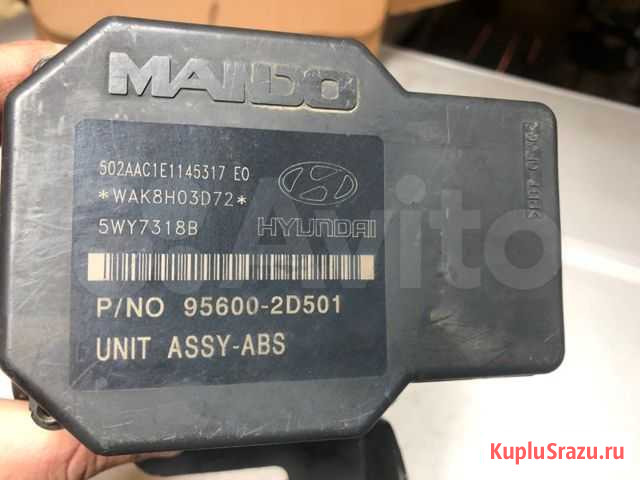 MANDO
502AAC1E1145317 E0
*WAK8H03D72*
5WY7318B
HYUNDAI
Avito
P/NO 95600-2D501
UNIT ASSY-ABS
KupluSrazu.ru